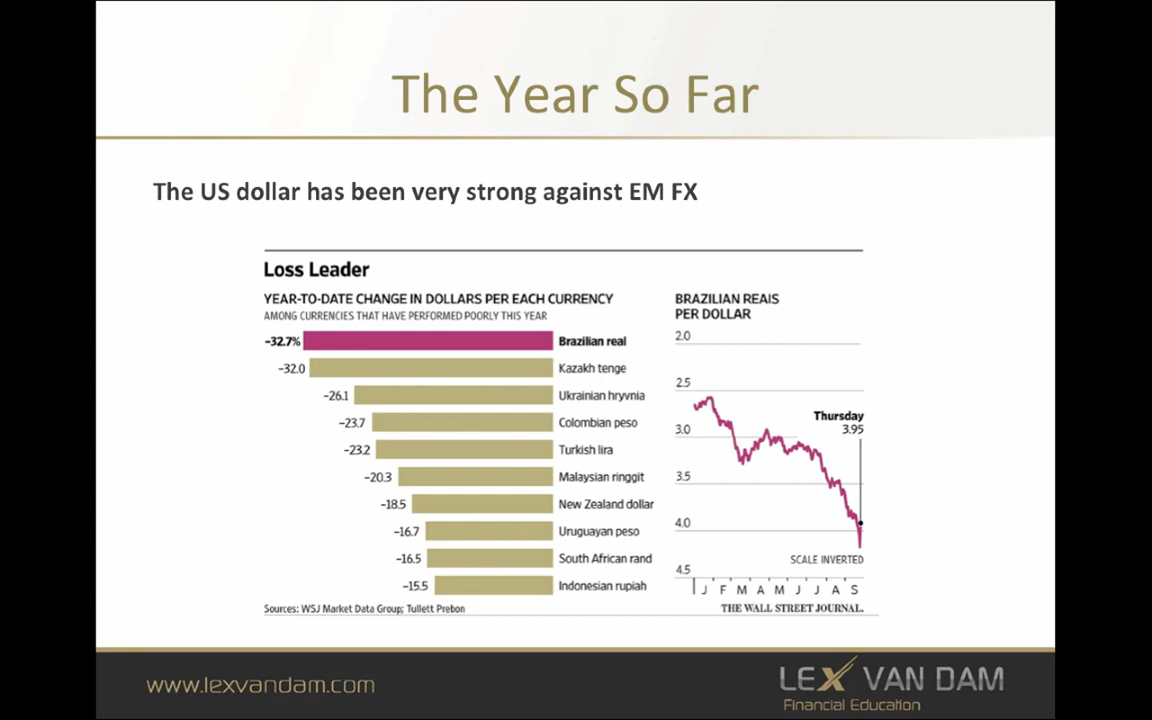 The Year So Far
The US dollar has been very strong against EM FX
Loss Leader
YEAR-TO-DATE CHANGE IN DOLLARS PER EACH CURRENCY
AMONG CURRENCIES THAT HAVE PERFORMED POORLY THIS YEAR
-32.7% Brazilian real
-32.0 Kazakh tenge
-26.1 Ukrainian hryvnia
-23.7 Colombian peso
-23.2 Turkish lira
-20.3 Malaysian ringgit
-18.5 New Zealand dollar
-16.7 Uruguayan peso
-16.5 South African rand
-15.5 Indonesian rupiah
Sources: WSJ Market Data Group; Tullett Prebon
BRAZILIAN REAIS
PER DOLLAR
2.0
2.5
Thursday
3.95
3.0
3.5
4.0
SCALE INVERTED
4.5
J F M A M J J A S
THE WALL STREET JOURNAL.
www.lexvandam.com
LEX VAN DAM
Financial Education